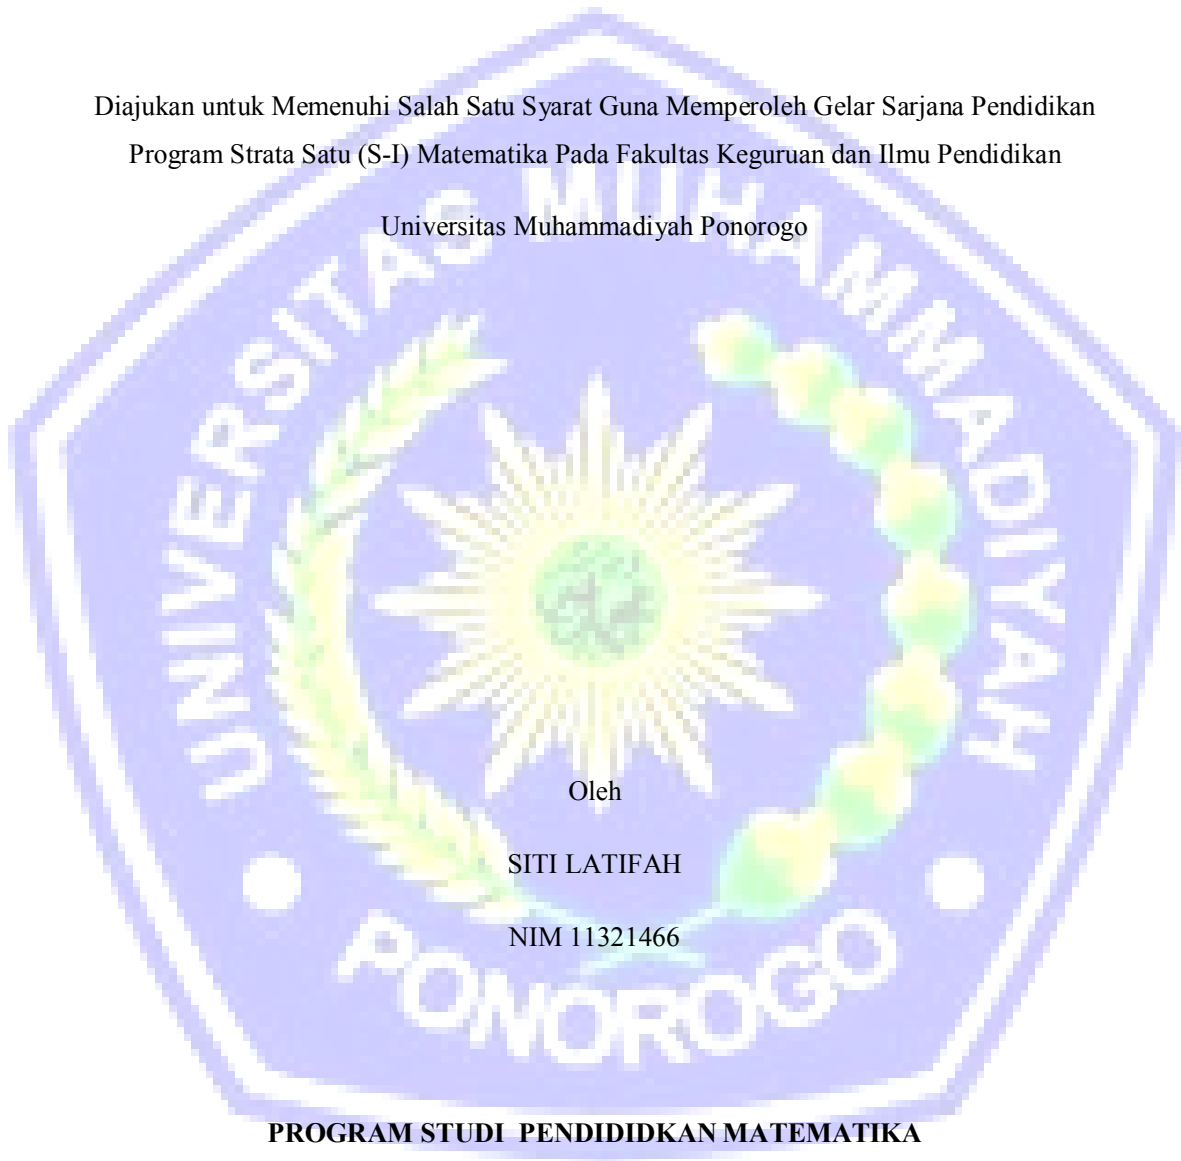 Diajukan untuk Memenuhi Salah Satu Syarat Guna Memperoleh Gelar Sarjana Pendidikan
Program Strata Satu (S-I) Matematika Pada Fakultas Keguruan dan Ilmu Pendidikan
Universitas Muhammadiyah Ponorogo
UNIVERSITAS MUHAMMADIYAH
Oleh
SITI LATIFAH
NIM 11321466
PONOROGO
PROGRAM STUDI PENDIDIDKAN MATEMATIKA